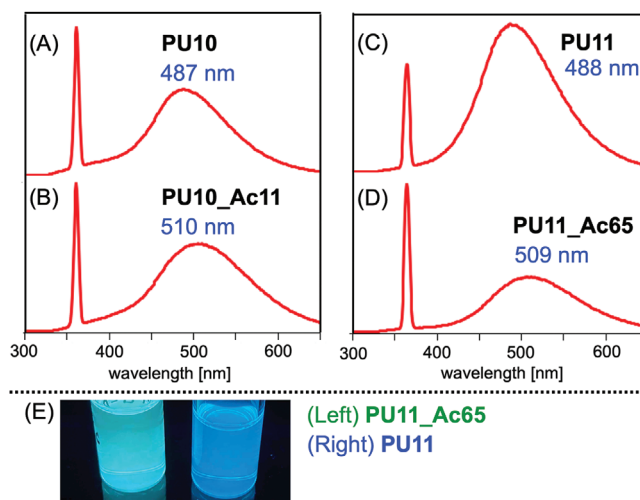 (A) PU10
487 nm
(B) PU10_Ac11
510 nm
300 400 500 600
wavelength [nm]
(C) PU11
488 nm
(D) PU11_Ac65
509 nm
300 400 500 600
wavelength [nm]
(E) (Left) PU11_Ac65
(Right) PU11